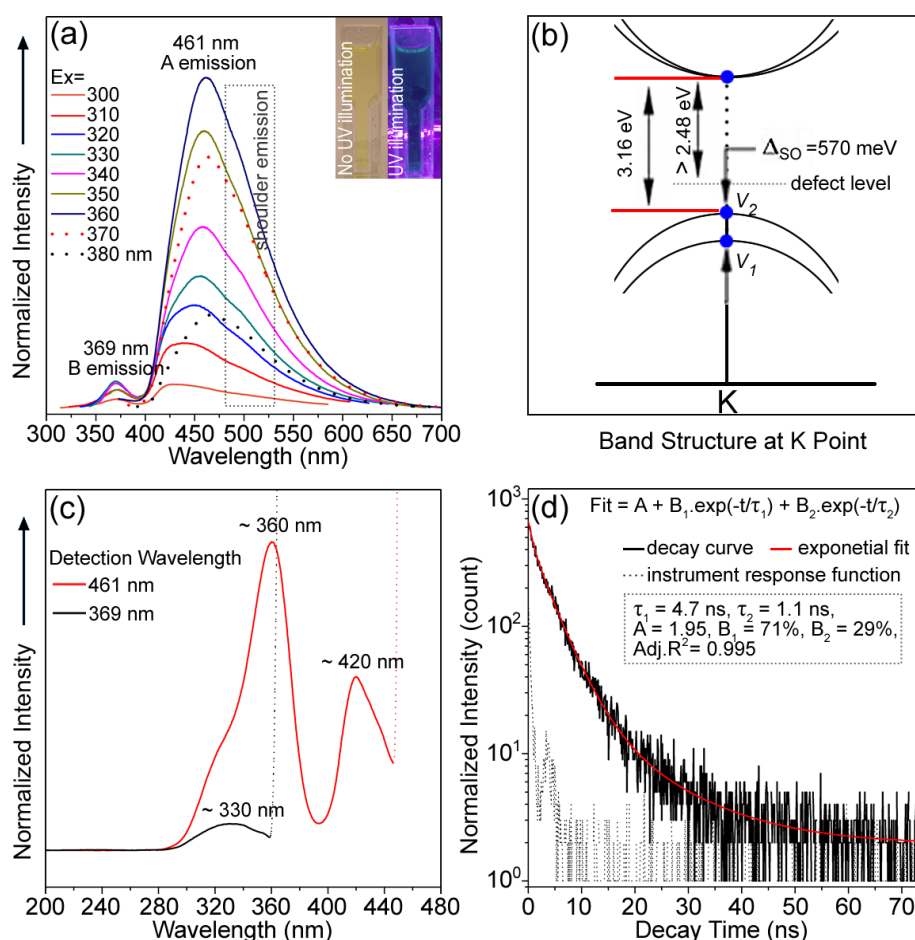 (a)
461 nm
A emission
Ex=
300
310
320
330
340
350
360
370
380 nm
369 nm
B emission
shoulder emission
No UV illumination
UV illumination
Normalized Intensity
300 350 400 450 500 550 600 650 700
Wavelength (nm)
(b)
3.16 eV
> 2.48 eV
Δ_SO =570 meV
defect level
V_2
V_1
K
Band Structure at K Point
(c)
~ 360 nm
Detection Wavelength
461 nm
369 nm
~ 420 nm
~ 330 nm
Normalized Intensity
200 240 280 320 360 400 440 480
Wavelength (nm)
(d)
Fit = A + B₁.exp(-t/τ₁) + B₂.exp(-t/τ₂)
decay curve
exponetial fit
instrument response function
τ₁ = 4.7 ns, τ₂ = 1.1 ns,
A = 1.95, B₁ = 71%, B₂ = 29%,
Adj.R²= 0.995
Normalized Intensity (count)
10³
10²
10¹
10⁰
0 10 20 30 40 50 60 70
Decay Time (ns)